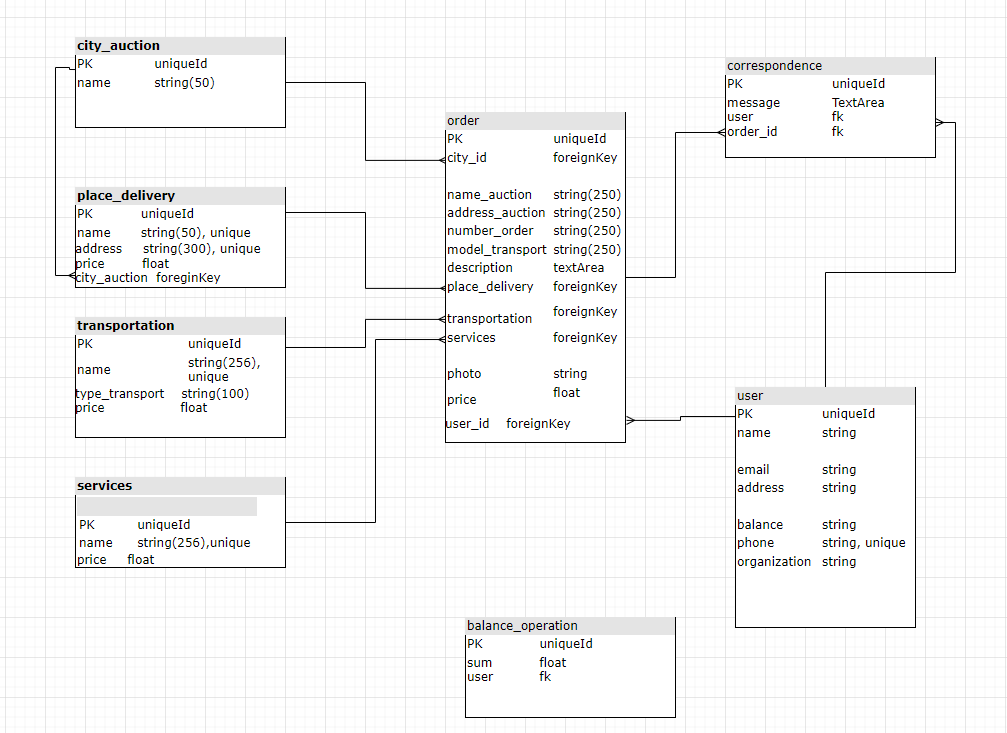 city_auction
PK uniqueId
name string(50)
place_delivery
PK uniqueId
name string(50), unique
address string(300), unique
price float
city_auction foreginKey
transportation
PK uniqueId
name string(256), unique
type_transport string(100)
price float
services
PK uniqueId
name string(256),unique
price float
order
PK uniqueId
city_id foreignKey
name_auction string(250)
address_auction string(250)
number_order string(250)
model_transport string(250)
description textArea
place_delivery foreignKey
transportation foreignKey
services foreignKey
photo string
price float
user_id foreignKey
correspondence
PK uniqueId
message TextArea
user fk
order_id fk
user
PK uniqueId
name string
email string
address string
balance string
phone string, unique
organization string
balance_operation
PK uniqueId
sum float
user fk